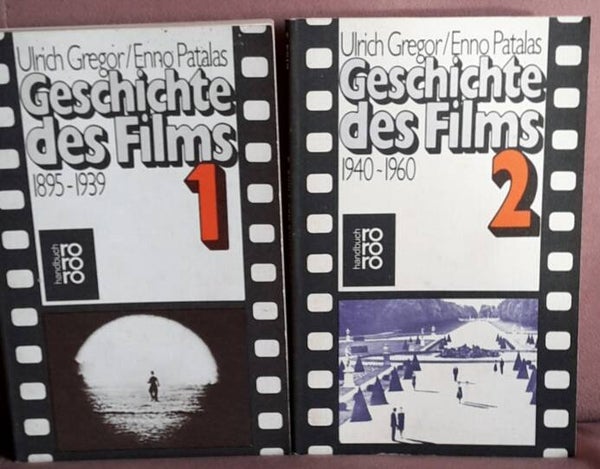 Ulrich Gregor/Enno Patalas
Geschichte
des Films
1895-1939
1
handbuch
rororo
Ulrich Gregor/Enno Patalas
Geschichte
des Films
1940-1960
2
handbuch
rororo